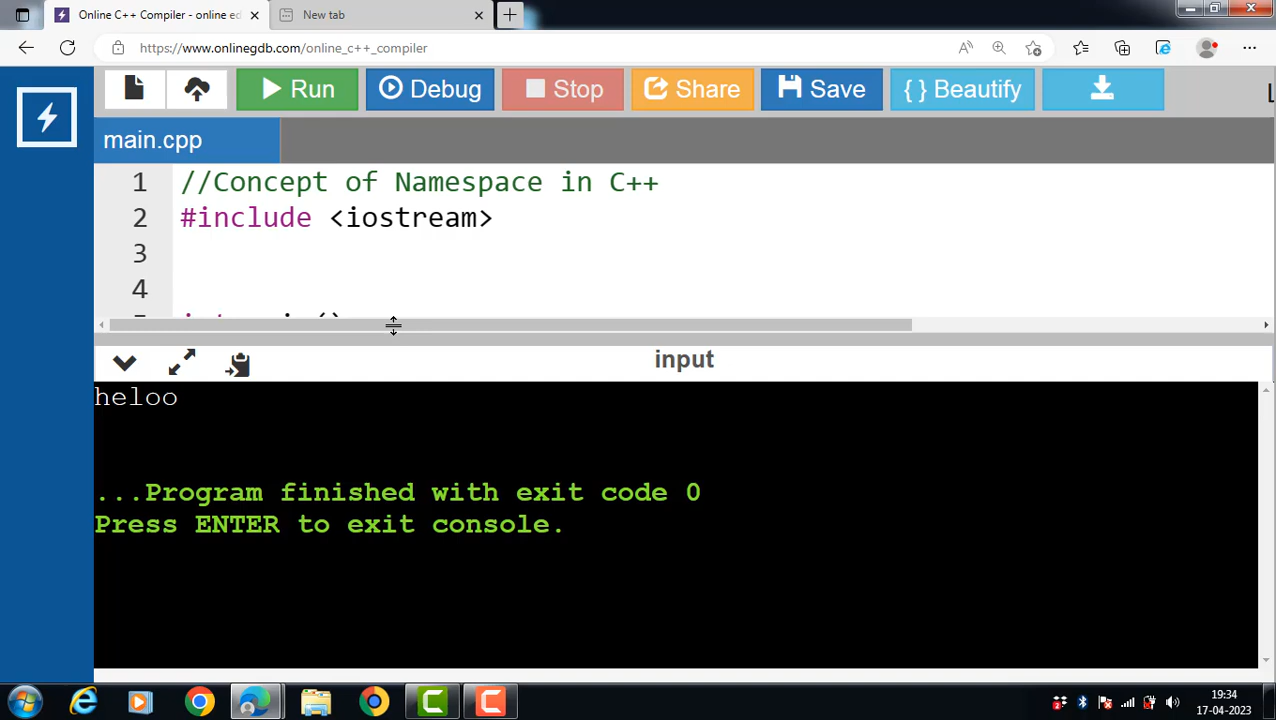 Online C++ Compiler - online ed
New tab
https://www.onlinegdb.com/online_c++_compiler
Run
Debug
Stop
Share
Save
{ } Beautify
main.cpp
1 //Concept of Namespace in C++
2 #include <iostream>
3
4
input
heloo
...Program finished with exit code 0
Press ENTER to exit console.
19:34
17-04-2023